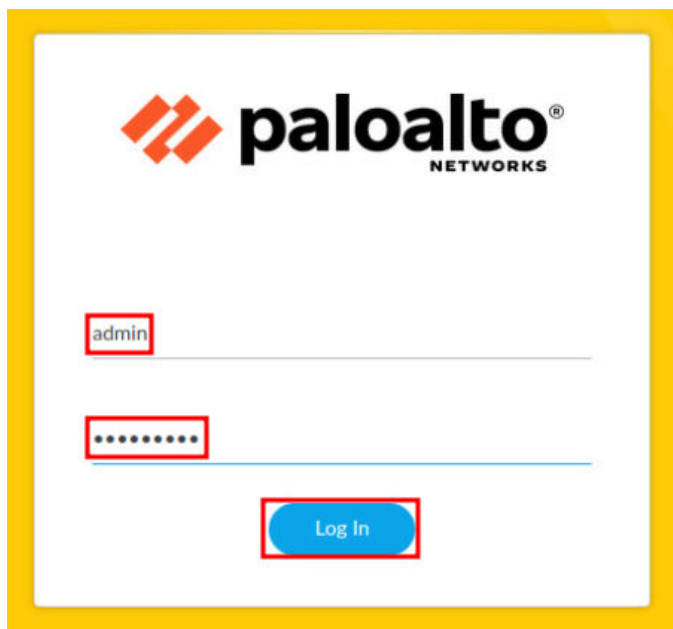 paloalto®
NETWORKS
admin
•••••••••
Log In